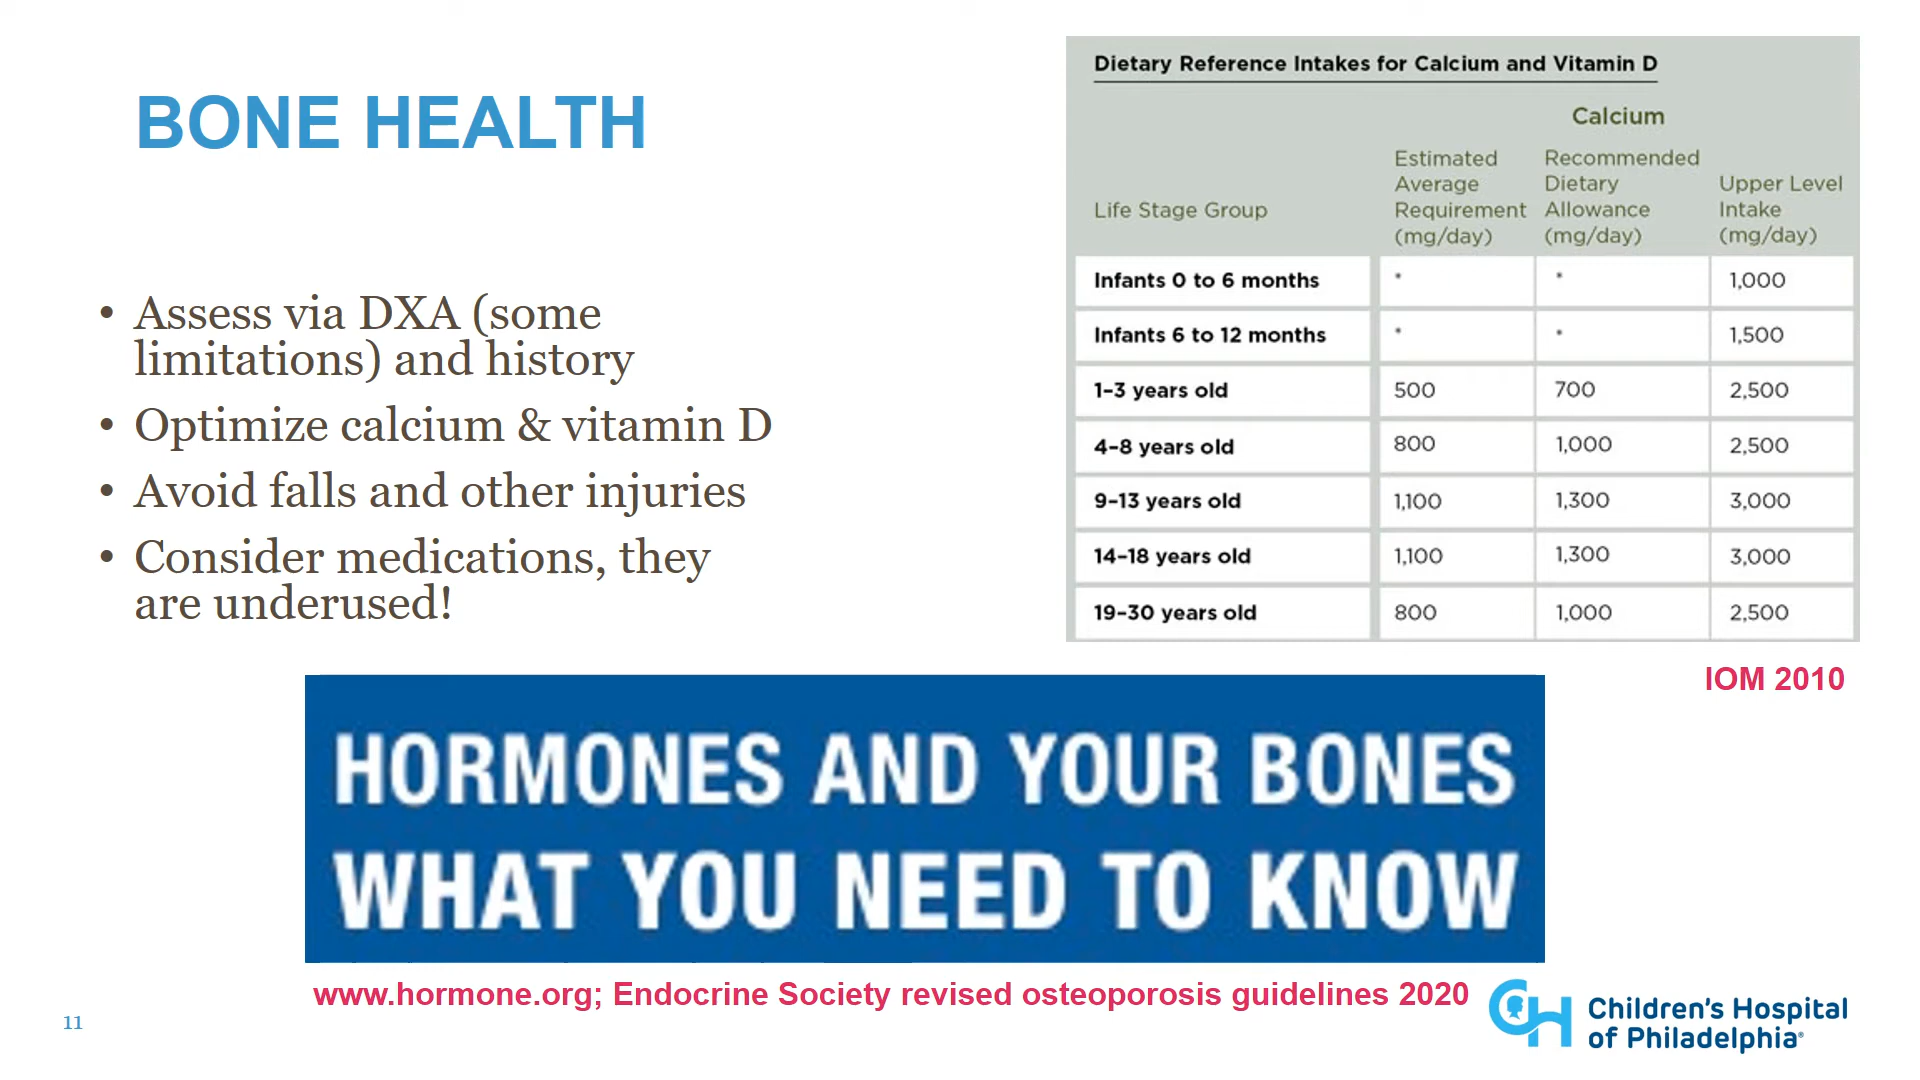 BONE HEALTH
• Assess via DXA (some
limitations) and history
• Optimize calcium & vitamin D
• Avoid falls and other injuries
• Consider medications, they
are underused!
Dietary Reference Intakes for Calcium and Vitamin D
Calcium
Life Stage Group
Estimated
Average
Requirement
(mg/day)
Recommended
Dietary
Allowance
(mg/day)
Upper Level
Intake
(mg/day)
Infants 0 to 6 months * * 1,000
Infants 6 to 12 months * * 1,500
1–3 years old 500 700 2,500
4–8 years old 800 1,000 2,500
9–13 years old 1,100 1,300 3,000
14–18 years old 1,100 1,300 3,000
19–30 years old 800 1,000 2,500
IOM 2010
HORMONES AND YOUR BONES
WHAT YOU NEED TO KNOW
www.hormone.org; Endocrine Society revised osteoporosis guidelines 2020
11
CH Children's Hospital
of Philadelphia®